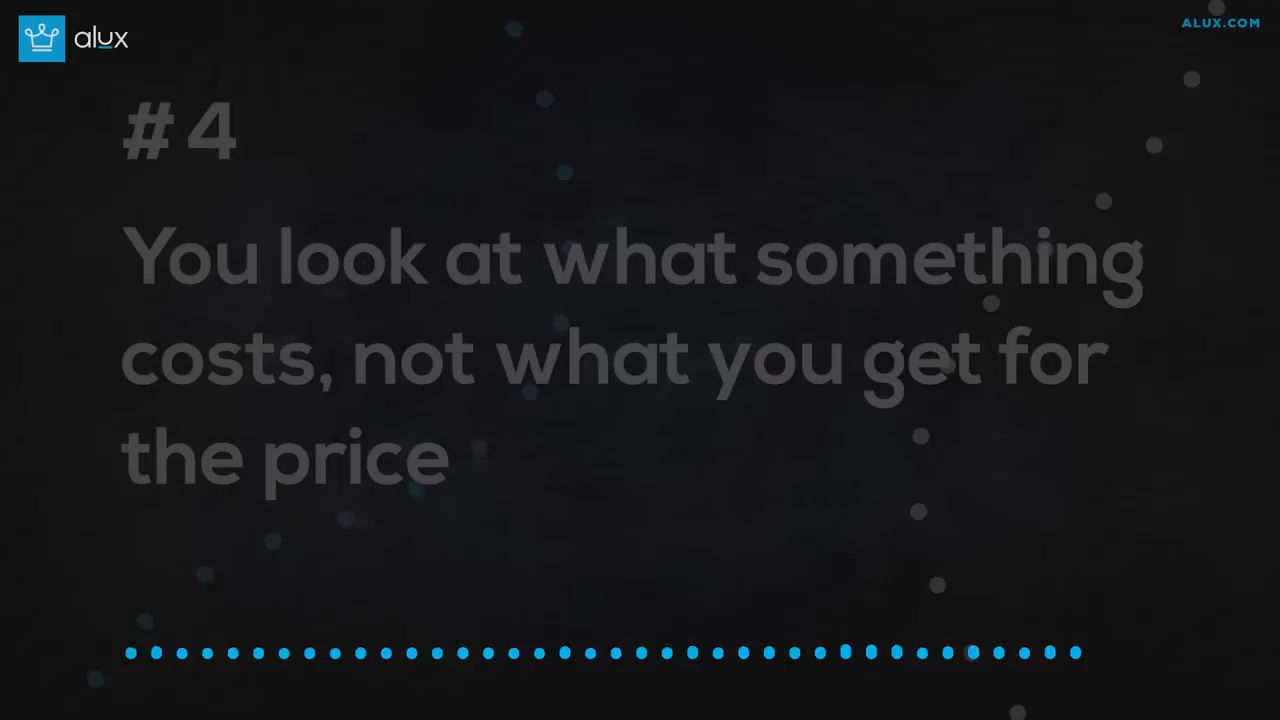 alux
ALUX.COM
#4
You look at what something
costs, not what you get for
the price